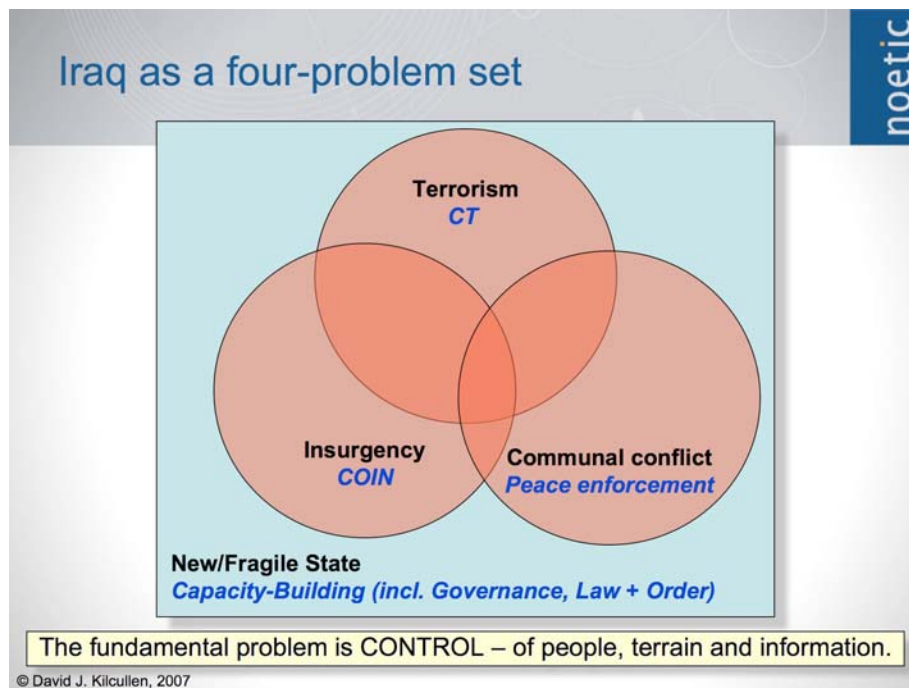 Iraq as a four-problem set
noetic
Terrorism
CT
Insurgency
COIN
Communal conflict
Peace enforcement
New/Fragile State
Capacity-Building (incl. Governance, Law + Order)
The fundamental problem is CONTROL – of people, terrain and information.
© David J. Kilcullen, 2007